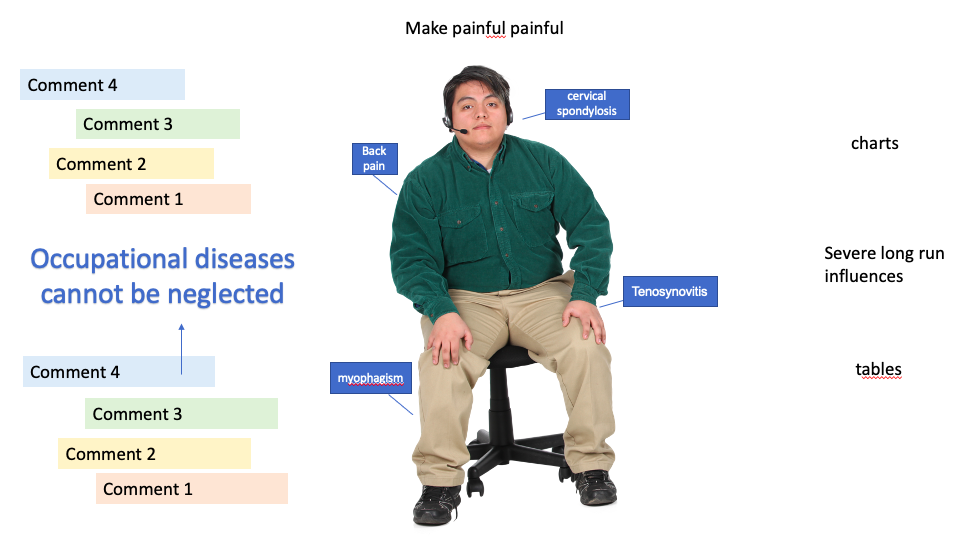 Make painful painful
Comment 4
Comment 3
Comment 2
Comment 1
Occupational diseases
cannot be neglected
Comment 4
Comment 3
Comment 2
Comment 1
cervical
spondylosis
Back
pain
Tenosynovitis
myophagism
charts
Severe long run
influences
tables